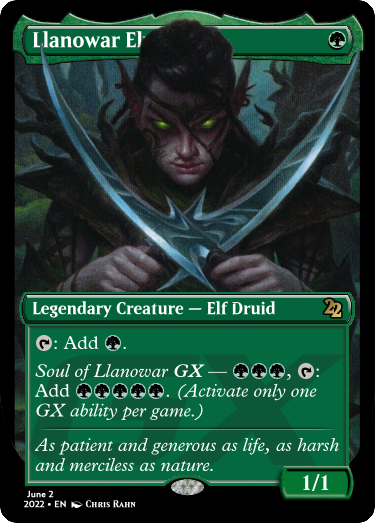 Llanowar El
Legendary Creature — Elf Druid
22
: Add .
Soul of Llanowar GX — , :
Add . (Activate only one
GX ability per game.)
As patient and generous as life, as harsh
and merciless as nature.
1/1
June 2
2022 • EN Chris Rahn